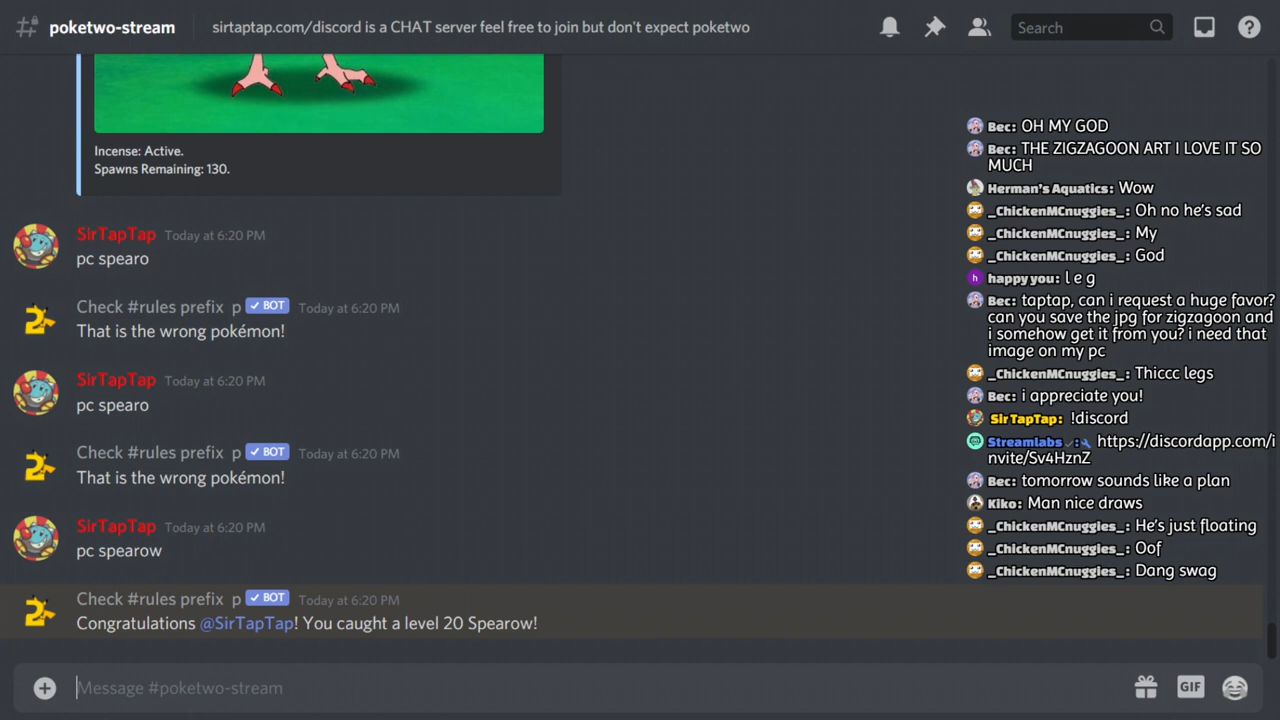 poketwo-stream
sirtaptap.com/discord is a CHAT server feel free to join but don't expect poketwo
Search
Incense: Active.
Spawns Remaining: 130.
SirTapTap Today at 6:20 PM
pc spearo
Check #rules prefix p BOT Today at 6:20 PM
That is the wrong pokémon!
SirTapTap Today at 6:20 PM
pc spearo
Check #rules prefix p BOT Today at 6:20 PM
That is the wrong pokémon!
SirTapTap Today at 6:20 PM
pc spearow
Check #rules prefix p BOT Today at 6:20 PM
Congratulations @SirTapTap! You caught a level 20 Spearow!
Message #poketwo-stream
GIF
Bec: OH MY GOD
Bec: THE ZIGZAGOON ART I LOVE IT SO
MUCH
Herman's Aquatics: Wow
_ChickenMCnuggies_: Oh no he's sad
_ChickenMCnuggies_: My
_ChickenMCnuggies_: God
h happy you: l e g
Bec: taptap, can i request a huge favor?
can you save the jpg for zigzagoon and
i somehow get it from you? i need that
image on my pc
_ChickenMCnuggies_: Thiccc legs
Bec: i appreciate you!
SirTapTap: !discord
Streamlabs: https://discordapp.com/i
nvite/Sv4HznZ
Bec: tomorrow sounds like a plan
Kiko: Man nice draws
_ChickenMCnuggies_: He's just floating
_ChickenMCnuggies_: Oof
_ChickenMCnuggies_: Dang swag